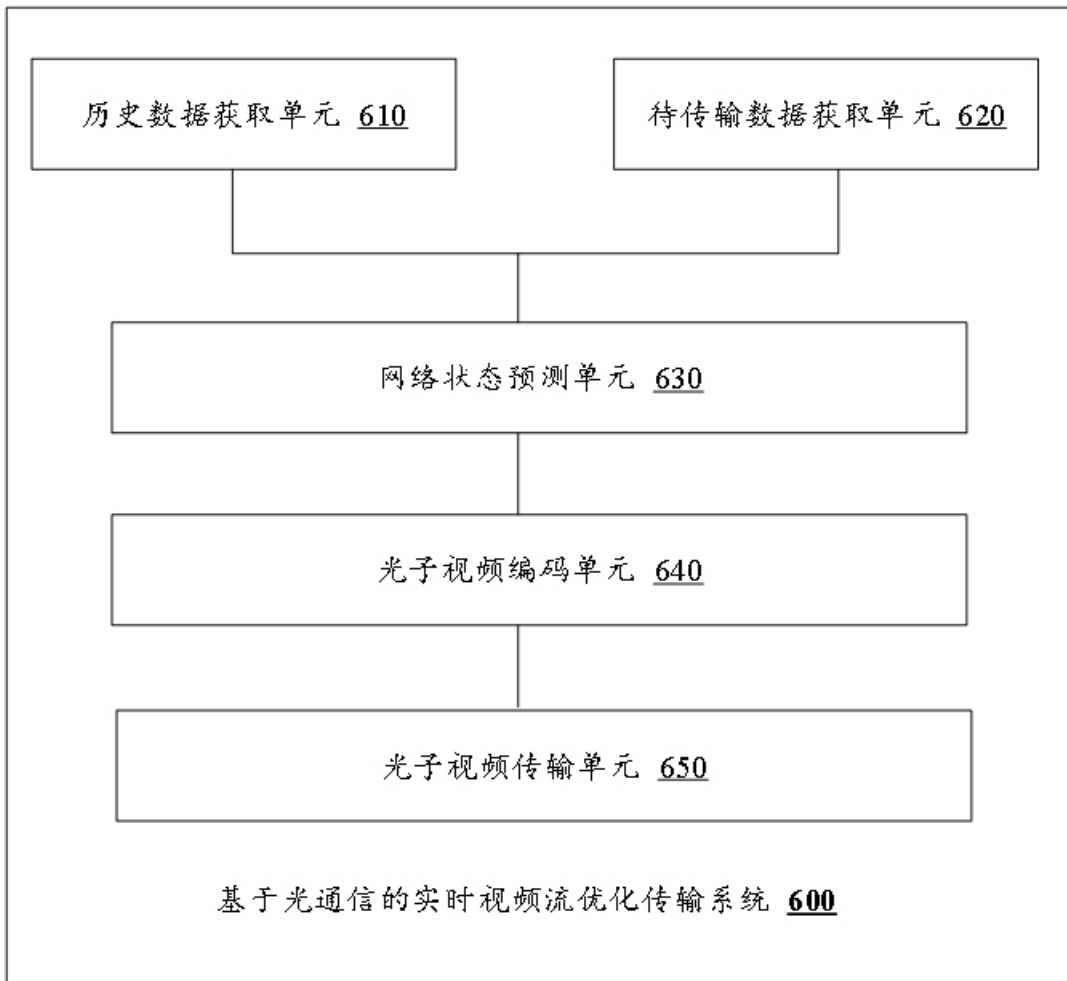 历史数据获取单元 610
待传输数据获取单元 620
网络状态预测单元 630
光子视频编码单元 640
光子视频传输单元 650
基于光通信的实时视频流优化传输系统 600